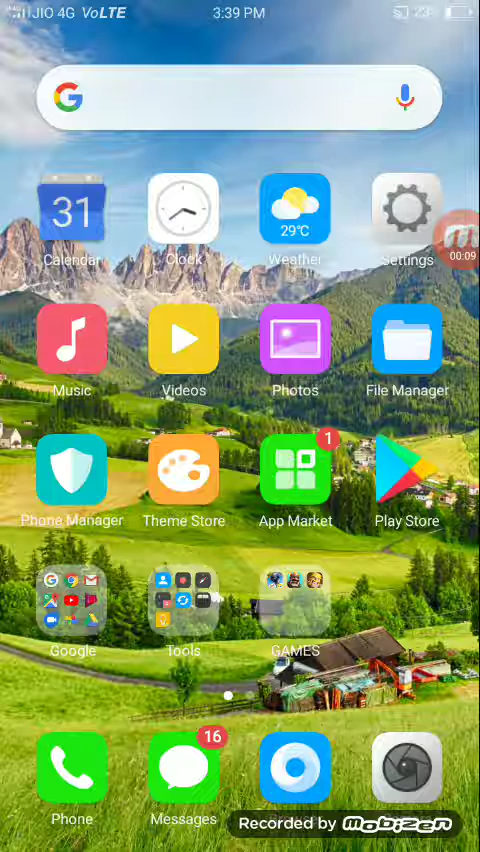 JIO 4G VoLTE 3:39 PM 23%
31
29°C
Calendar Clock Weather Settings
00:09
Music Videos Photos File Manager
1
Phone Manager Theme Store App Market Play Store
Google Tools GAMES
16
Phone Messages
Recorded by mobizen